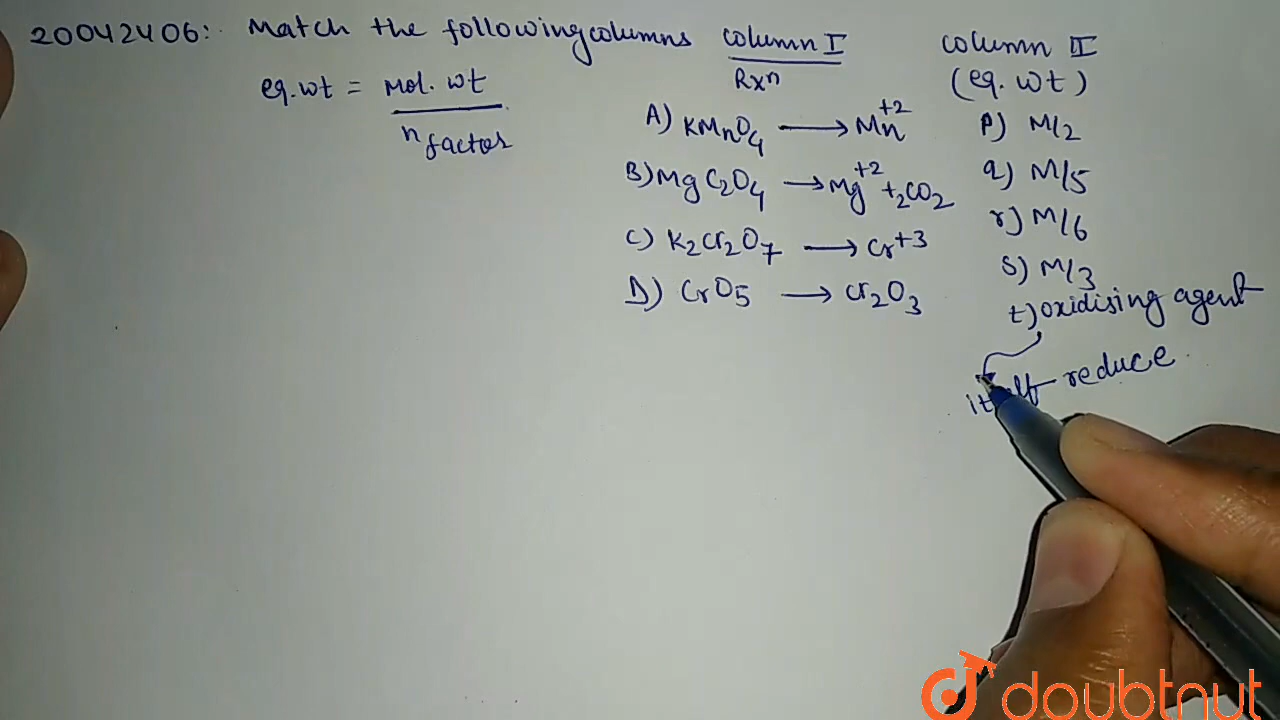 20042406: Match the following columns column I column II
eq. wt = mol. wt / n factor
Rxn (eq. wt)
A) KMnO4 ⟶ Mn+2 p) M/2
B) MgC2O4 ⟶ Mg+2 + 2CO2 q) M/5
C) K2Cr2O7 ⟶ Cr+3 r) M/6
D) CrO5 ⟶ Cr2O3 s) M/3
t) oxidising agent
itself reduce
doubtnut